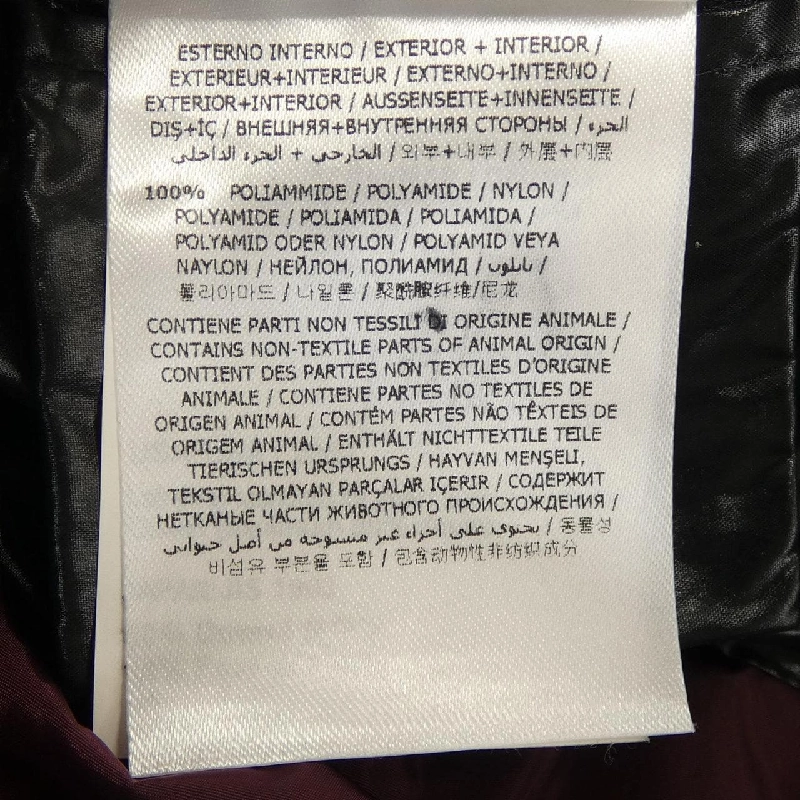 ESTERNO INTERNO / EXTERIOR + INTERIOR /
EXTERIEUR+INTERIEUR / EXTERNO+INTERNO /
EXTERIOR+INTERIOR / AUSSENSEITE+INNENSEITE /
DIŞ+İÇ / ВНЕШНЯЯ+ВНУТРЕННЯЯ СТОРОНЫ / الجزء
الخارجي + الجزء الداخلي / 외부+내부 / 外层+内层
100% POLIAMMIDE / POLYAMIDE / NYLON /
POLYAMIDE / POLIAMIDA / POLIAMIDA /
POLYAMID ODER NYLON / POLYAMID VEYA
NAYLON / НЕЙЛОН, ПОЛИАМИД / نايلون /
폴리아마드 / 나일론 / 聚酰胺纤维/尼龙
CONTIENE PARTI NON TESSILI DI ORIGINE ANIMALE /
CONTAINS NON-TEXTILE PARTS OF ANIMAL ORIGIN /
CONTIENT DES PARTIES NON TEXTILES D'ORIGINE
ANIMALE / CONTIENE PARTES NO TEXTILES DE
ORIGEN ANIMAL / CONTÉM PARTES NÃO TÊXTEIS DE
ORIGEM ANIMAL / ENTHÄLT NICHTTEXTILE TEILE
TIERISCHEN URSPRUNGS / HAYVAN MENŞELİ,
TEKSTIL OLMAYAN PARÇALAR IÇERIR / СОДЕРЖИТ
НЕТКАНЫЕ ЧАСТИ ЖИВОТНОГО ПРОИСХОЖДЕНИЯ /
يحتوي على أجزاء غير منسوجة من أصل حيواني / 동물성
비섬유 부분을 포함 / 包含动物性非纺织成分